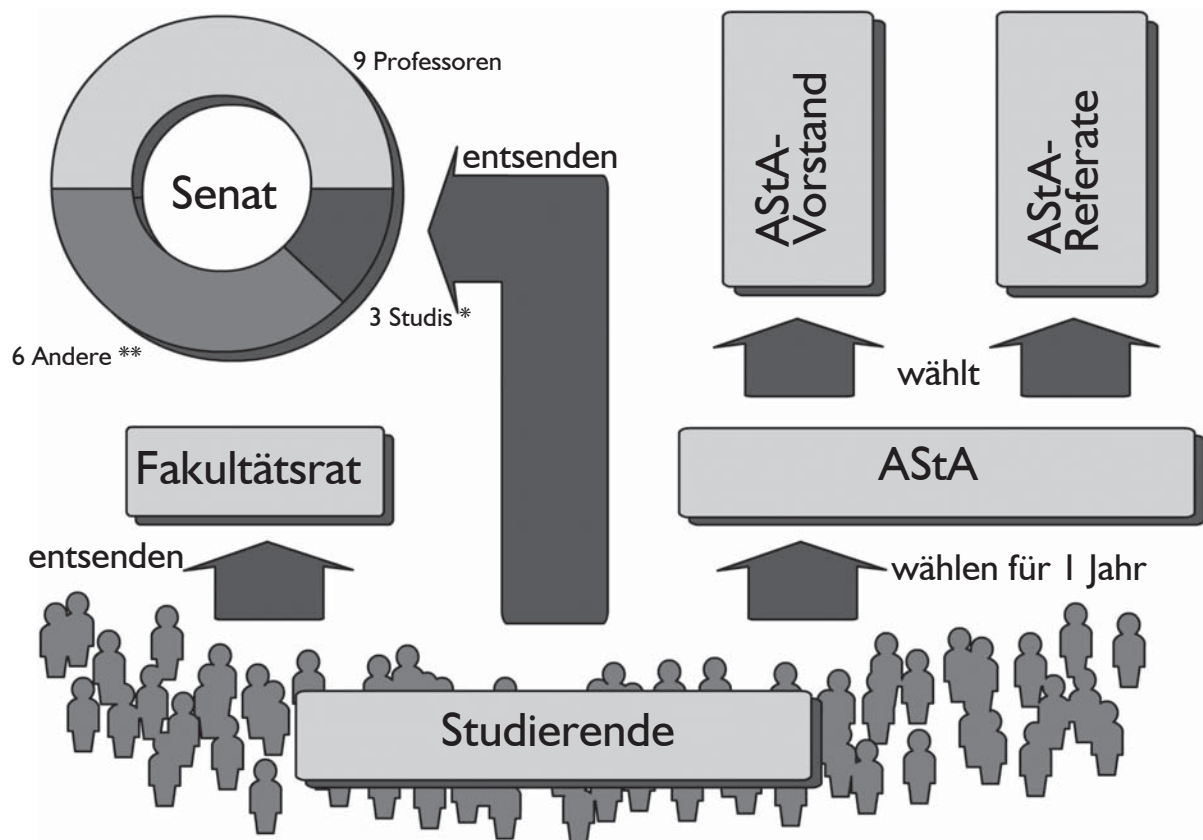 9 Professoren
Senat
3 Studis *
6 Andere **
entsenden
AStA-
Vorstand
AStA-
Referate
wählt
Fakultätsrat
AStA
entsenden
wählen für 1 Jahr
Studierende